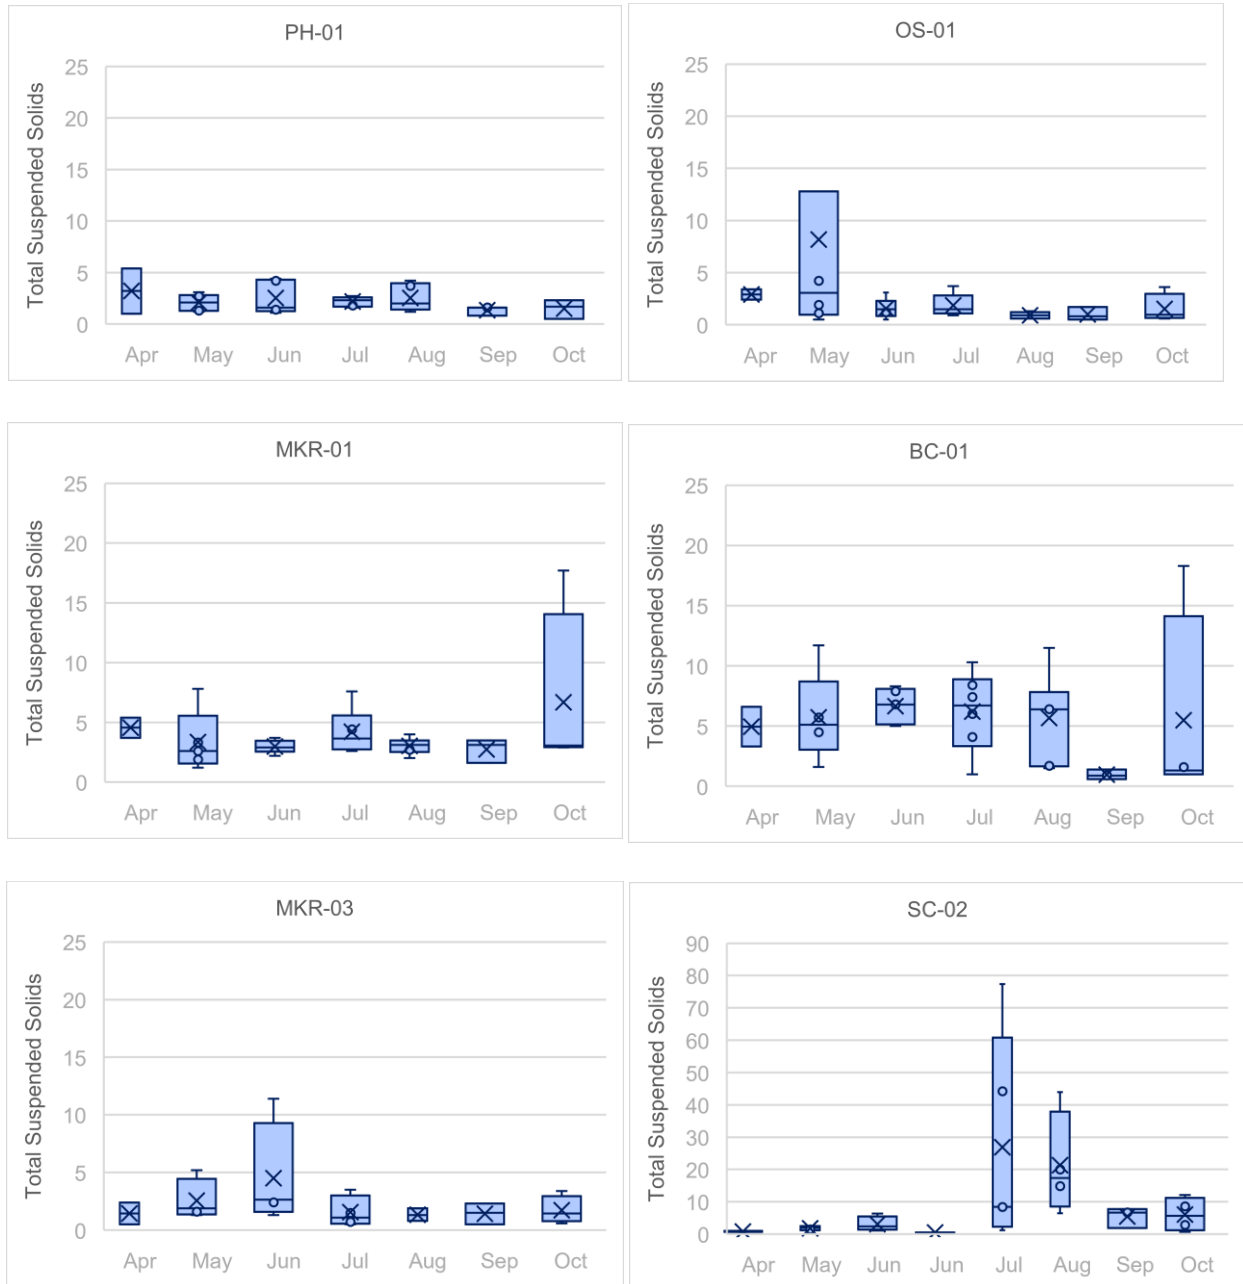 PH-01
Total Suspended Solids
25
20
15
10
5
0
Apr May Jun Jul Aug Sep Oct
OS-01
Total Suspended Solids
25
20
15
10
5
0
Apr May Jun Jul Aug Sep Oct
MKR-01
Total Suspended Solids
25
20
15
10
5
0
Apr May Jun Jul Aug Sep Oct
BC-01
Total Suspended Solids
25
20
15
10
5
0
Apr May Jun Jul Aug Sep Oct
MKR-03
Total Suspended Solids
25
20
15
10
5
0
Apr May Jun Jul Aug Sep Oct
SC-02
Total Suspended Solids
90
80
70
60
50
40
30
20
10
0
Apr May Jun Jun Jul Aug Sep Oct